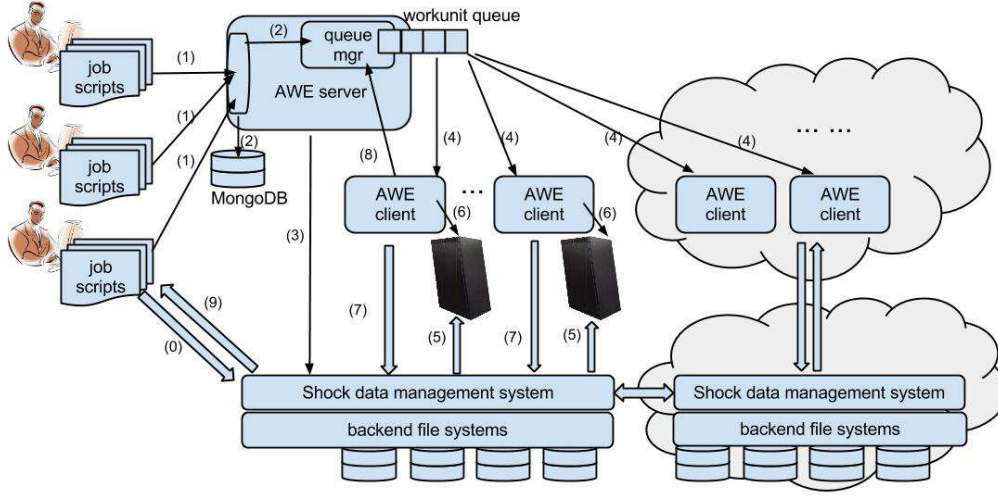 workunit queue
(2)
queue
mgr
AWE server
job
scripts
(1)
job
scripts
(1)
job
scripts
(1)
(2)
MongoDB
(8)
(4)
(4)
(4)
(4)
... ...
AWE
client
...
AWE
client
AWE
client
AWE
client
(6)
(6)
(3)
(9)
(0)
(7)
(5)
(7)
(5)
Shock data management system
Shock data management system
backend file systems
backend file systems